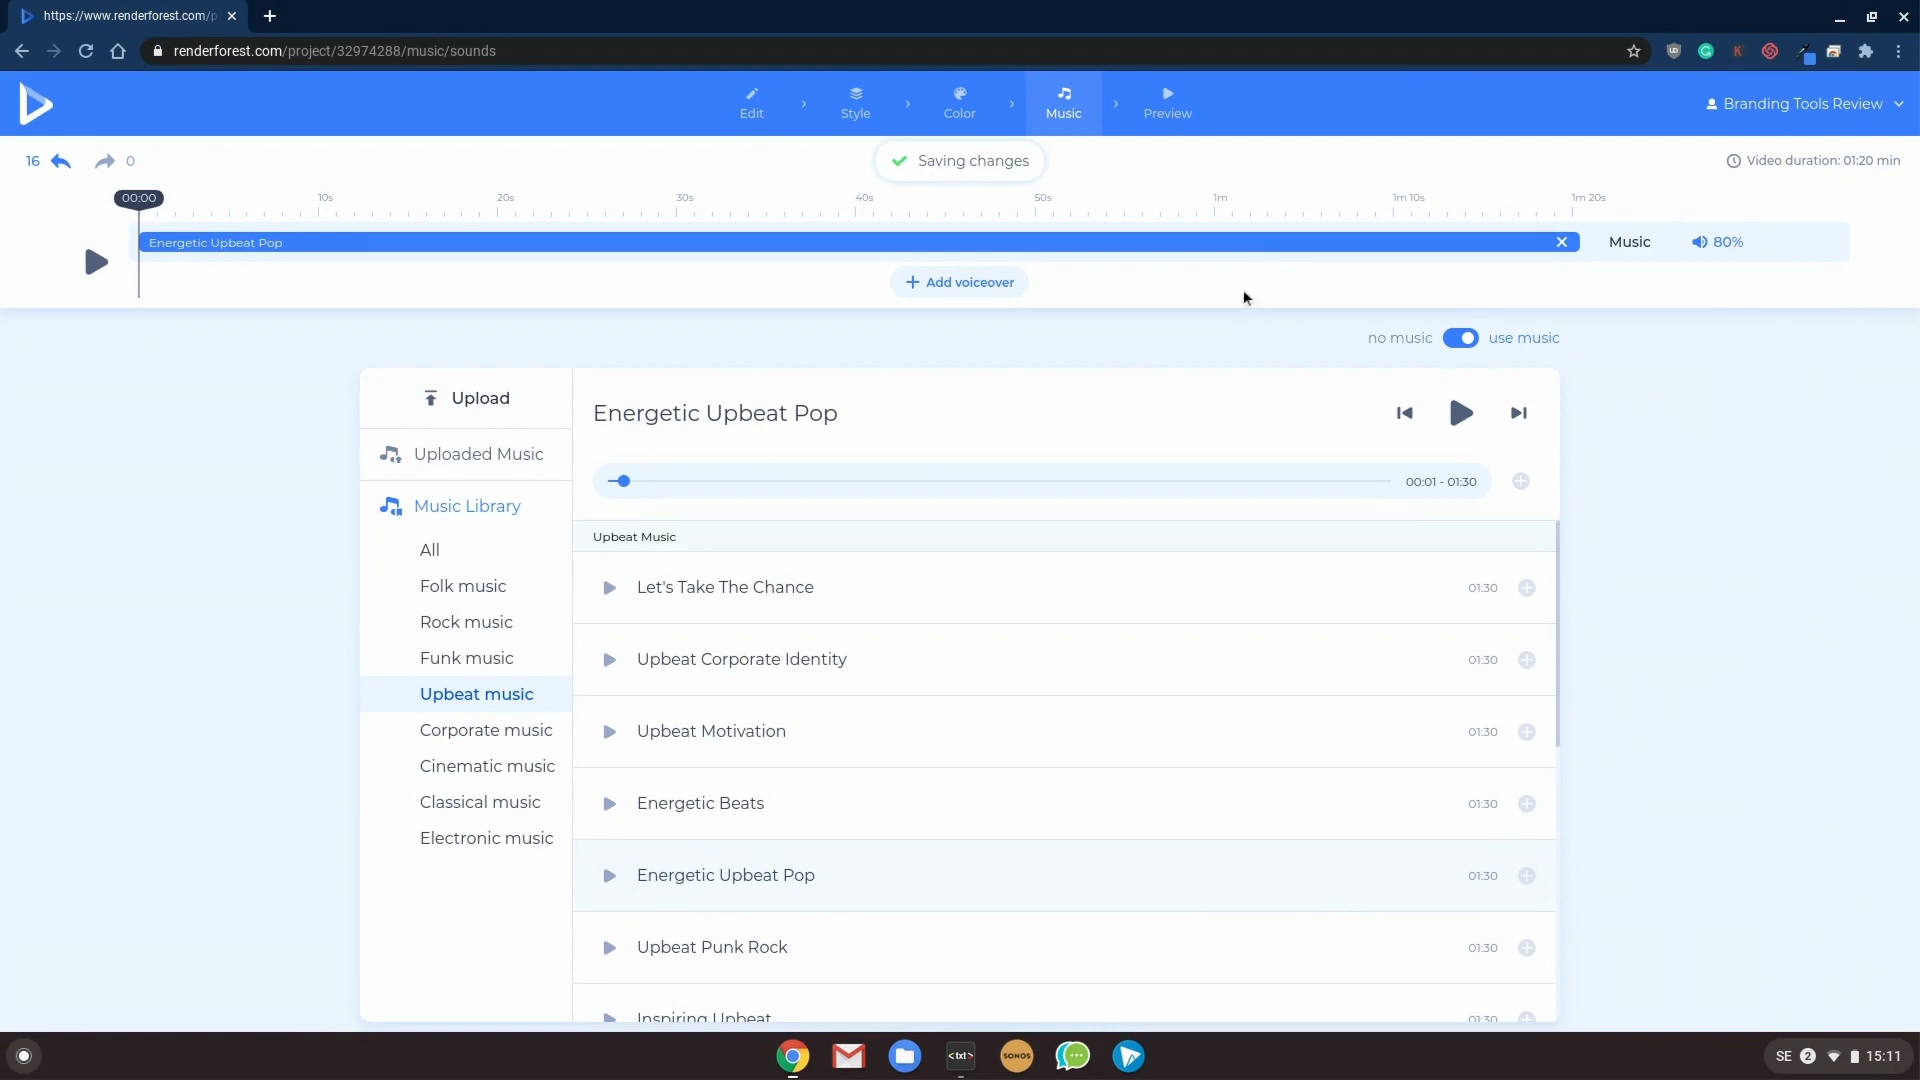 https://www.renderforest.com/p
renderforest.com/project/32974288/music/sounds
Edit
Style
Color
Music
Preview
Branding Tools Review
16
0
Saving changes
Video duration: 01:20 min
00:00
10s
20s
30s
40s
50s
1m
1m 10s
1m 20s
Energetic Upbeat Pop
Music
80%
Add voiceover
no music
use music
Upload
Uploaded Music
Music Library
All
Folk music
Rock music
Funk music
Upbeat music
Corporate music
Cinematic music
Classical music
Electronic music
Energetic Upbeat Pop
00:01 - 01:30
Upbeat Music
Let's Take The Chance 01:30
Upbeat Corporate Identity 01:30
Upbeat Motivation 01:30
Energetic Beats 01:30
Energetic Upbeat Pop 01:30
Upbeat Punk Rock 01:30
Inspiring Upbeat 01:30
<txt>
SONOS
SE 2 15:11